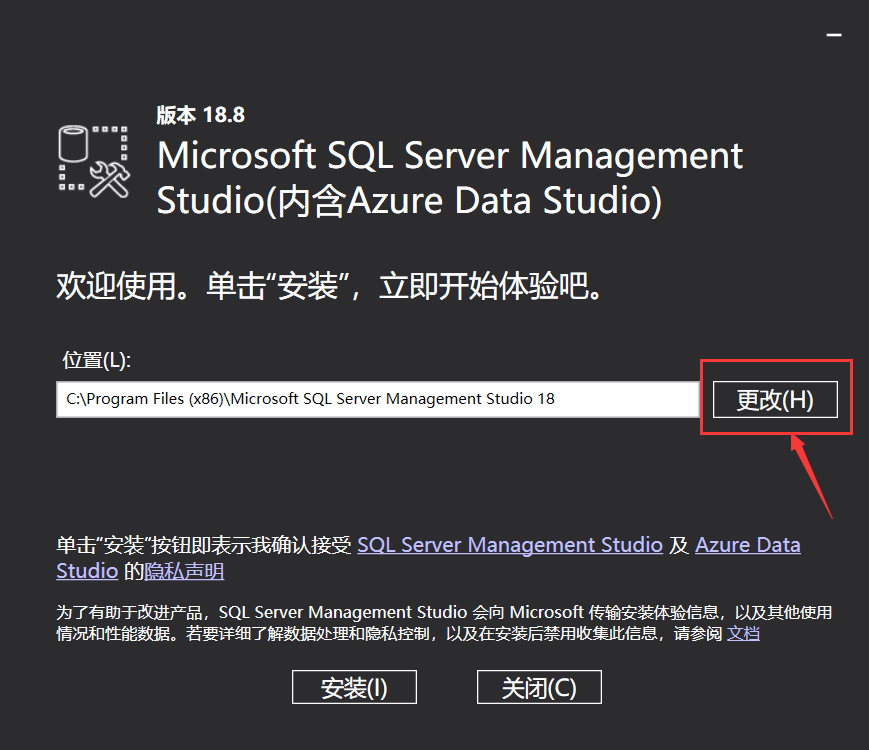 版本 18.8
Microsoft SQL Server Management
Studio(内含Azure Data Studio)
欢迎使用。单击“安装”，立即开始体验吧。
位置(L):
C:\Program Files (x86)\Microsoft SQL Server Management Studio 18
更改(H)
单击“安装”按钮即表示我确认接受 SQL Server Management Studio 及 Azure Data
Studio 的隐私声明
为了有助于改进产品，SQL Server Management Studio 会向 Microsoft 传输安装体验信息，以及其他使用
情况和性能数据。若要详细了解数据处理和隐私控制，以及在安装后禁用收集此信息，请参阅 文档
安装(I)
关闭(C)